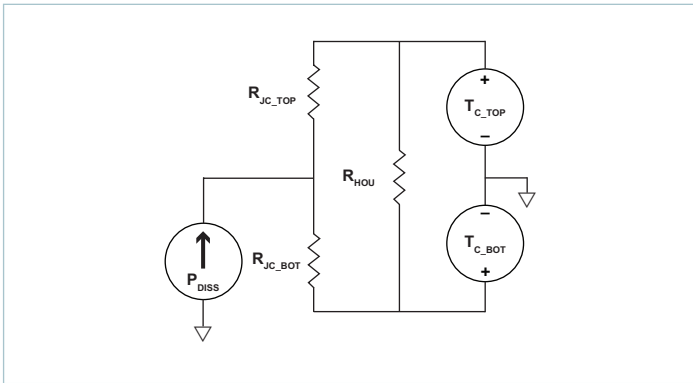 R_JC_TOP
+
T_C_TOP
−
R_HOU
−
T_C_BOT
+
R_JC_BOT
P_DISS